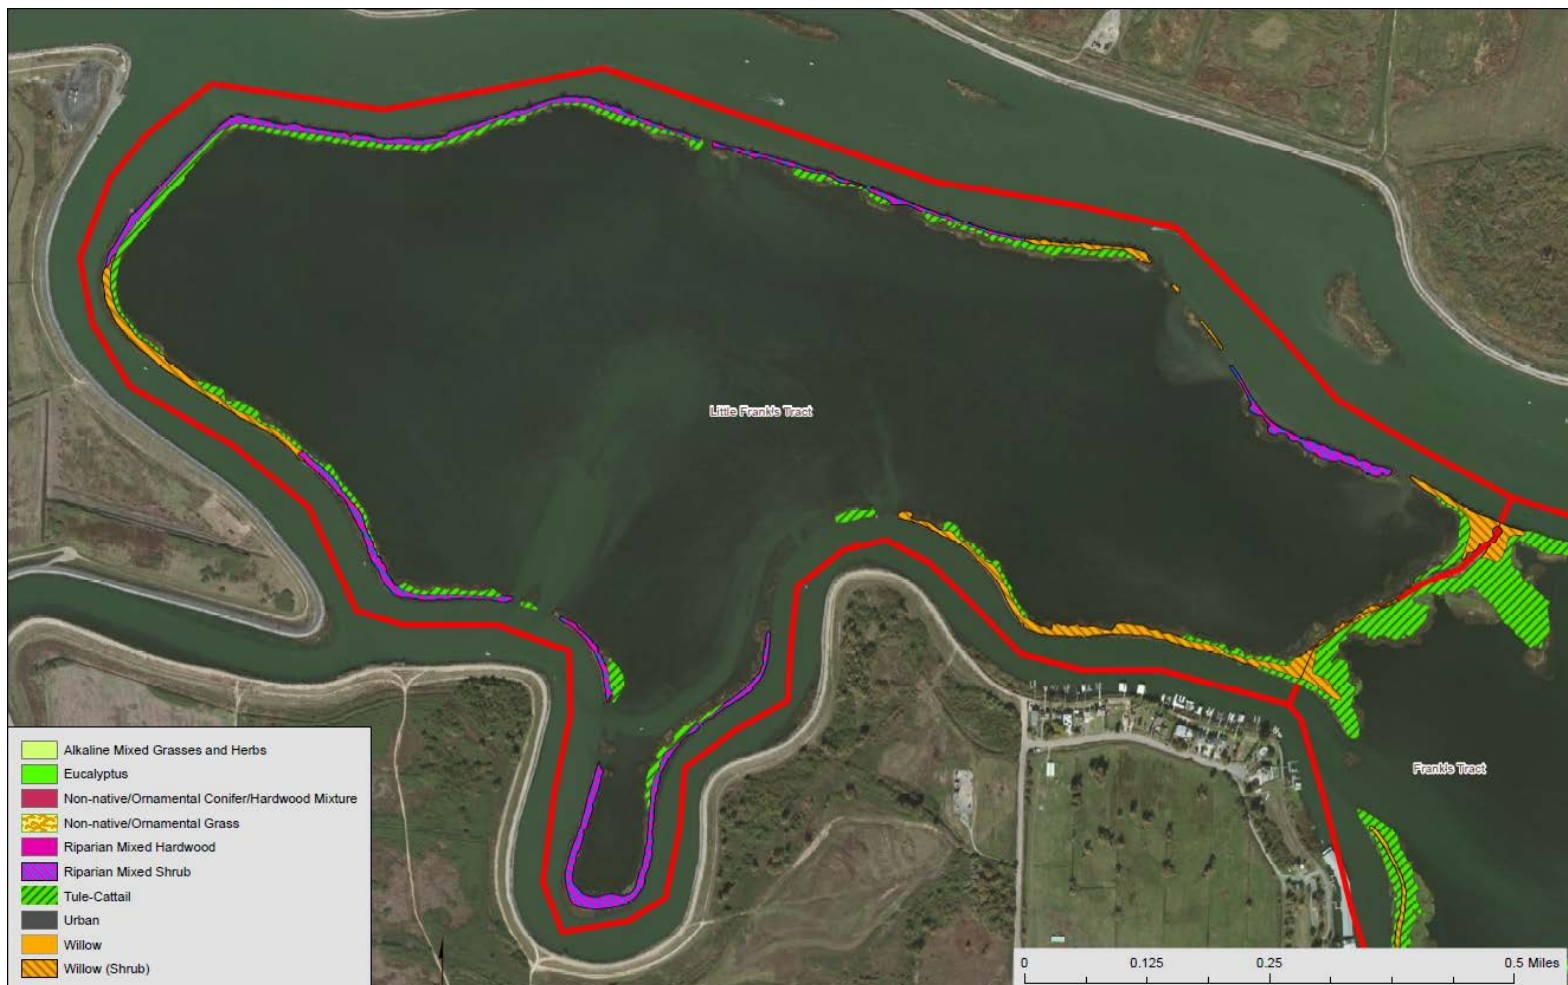 Little Frank's Tract
Frank's Tract
Alkaline Mixed Grasses and Herbs
Eucalyptus
Non-native/Ornamental Conifer/Hardwood Mixture
Non-native/Ornamental Grass
Riparian Mixed Hardwood
Riparian Mixed Shrub
Tule-Cattail
Urban
Willow
Willow (Shrub)
0 0.125 0.25 0.5 Miles